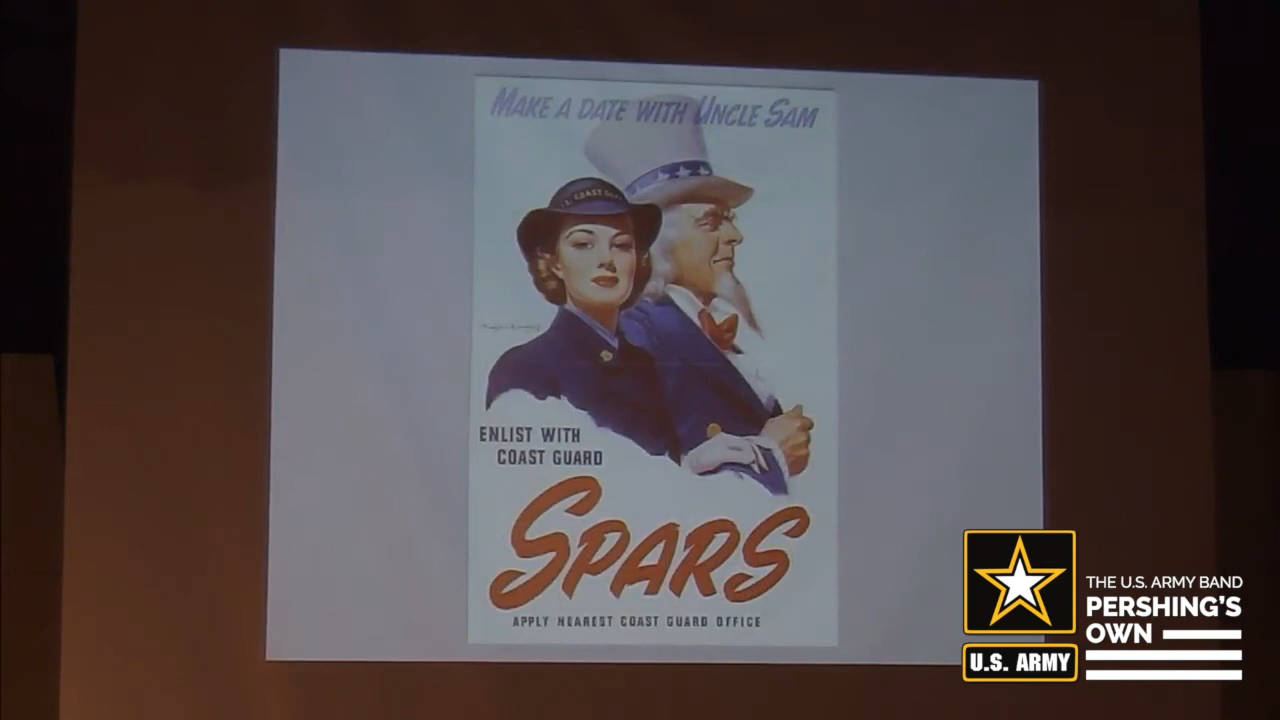 MAKE A DATE WITH UNCLE SAM
COAST
ENLIST WITH
COAST GUARD
SPARS
APPLY NEAREST COAST GUARD OFFICE
U.S. ARMY
THE U.S. ARMY BAND
PERSHING'S
OWN